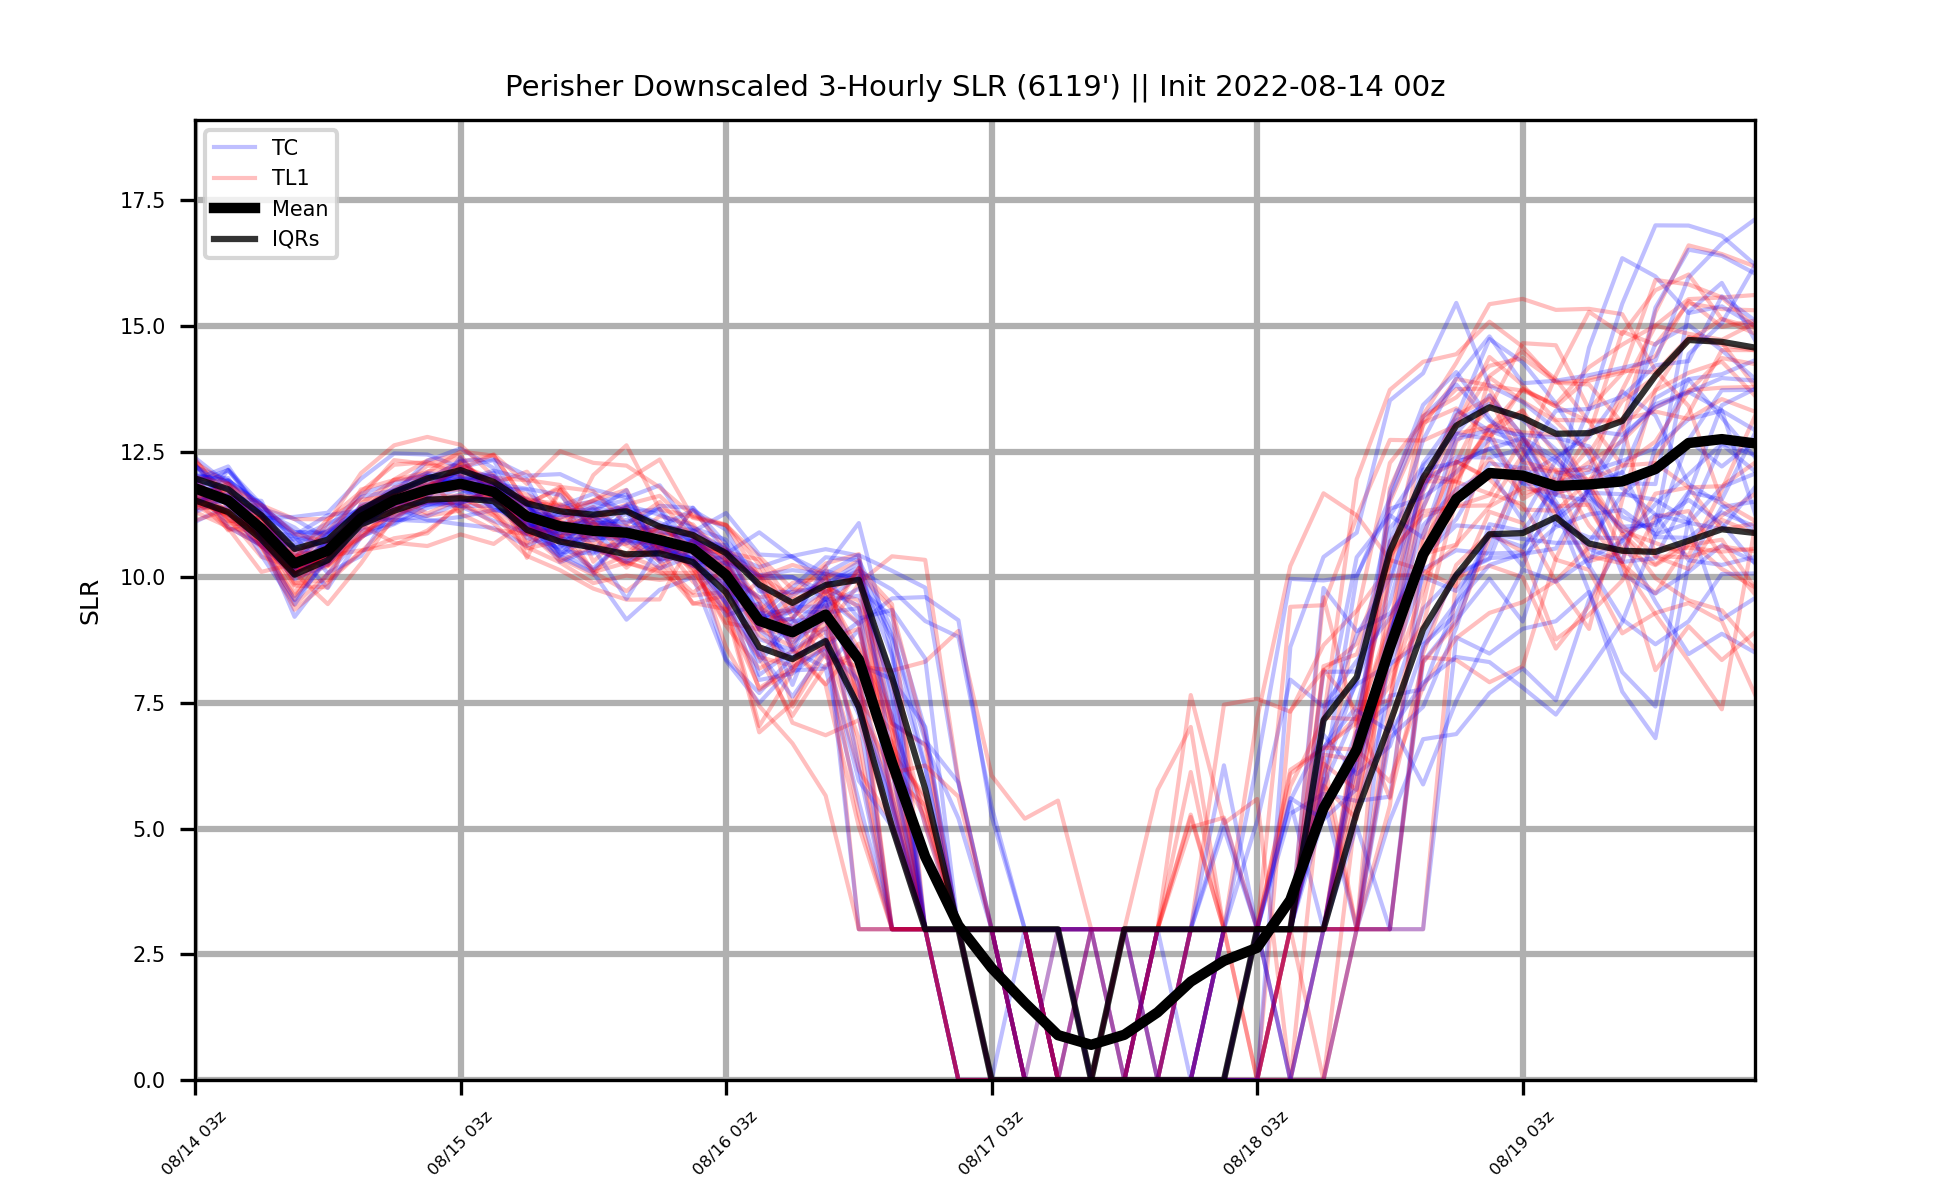 Perisher Downscaled 3-Hourly SLR (6119') || Init 2022-08-14 00z
TC
TL1
Mean
IQRs
17.5
15.0
12.5
10.0
7.5
5.0
2.5
0.0
SLR
08/14 03z
08/15 03z
08/16 03z
08/17 03z
08/18 03z
08/19 03z